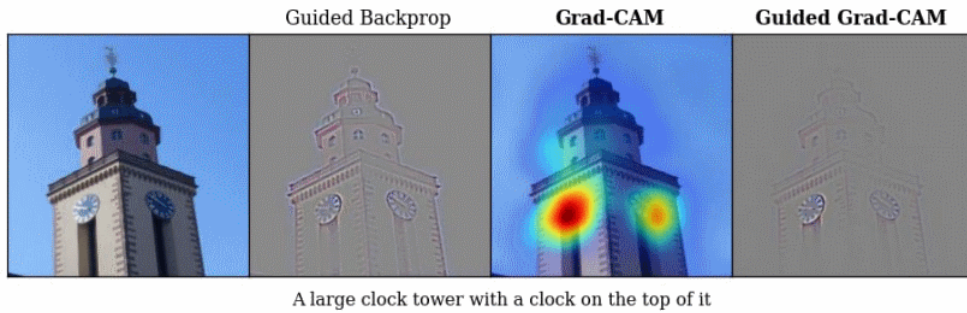 Guided Backprop
Grad-CAM
Guided Grad-CAM
A large clock tower with a clock on the top of it